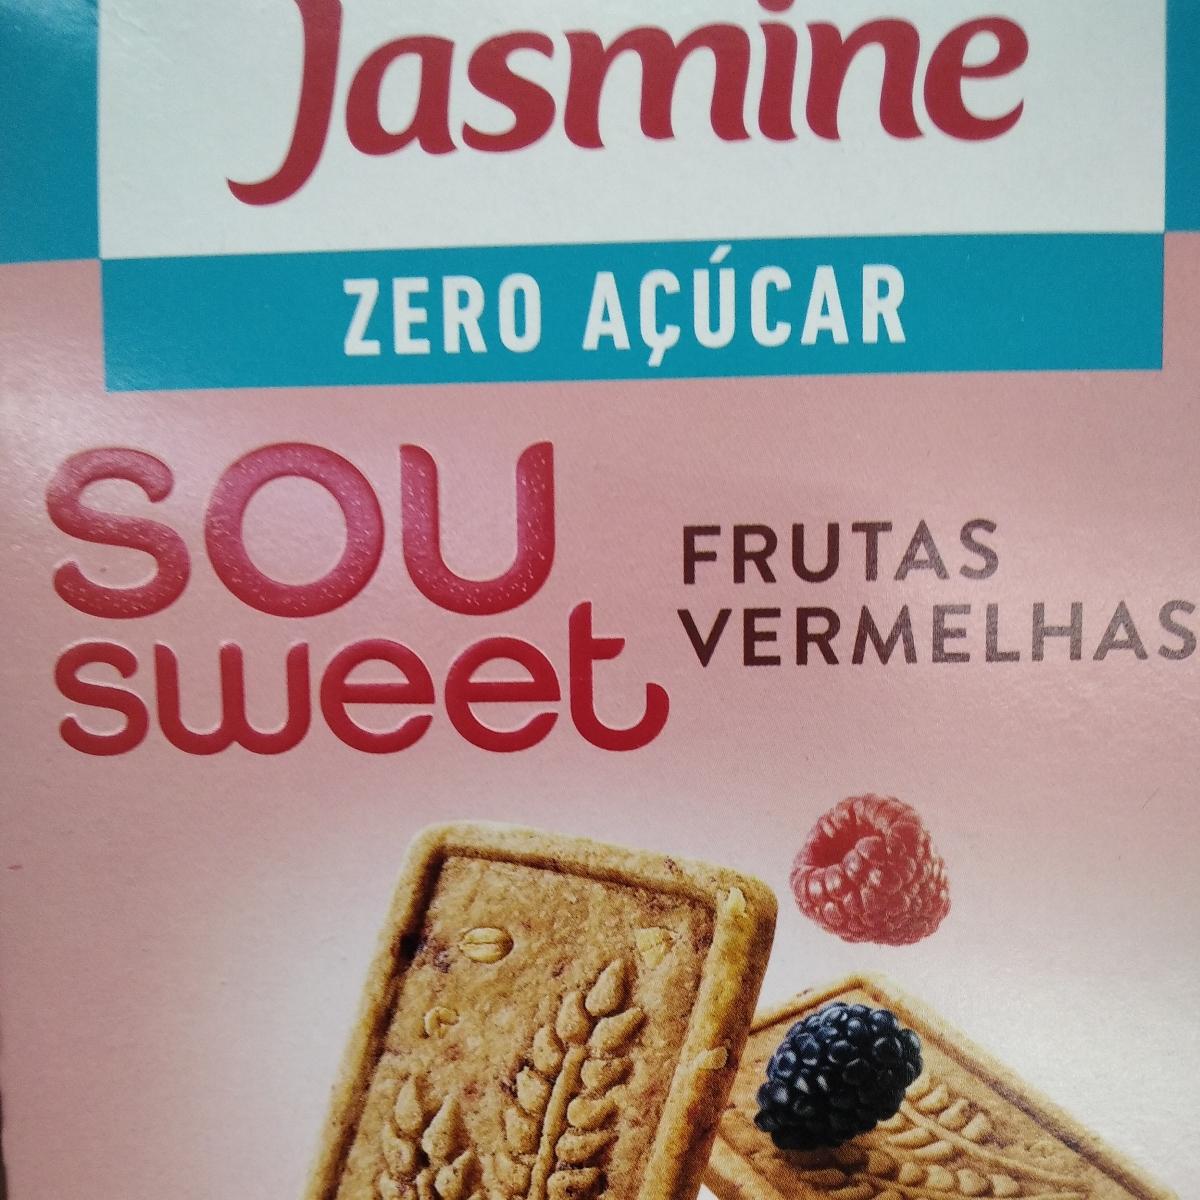 Jasmine
ZERO AÇÚCAR
sou
sweet
FRUTAS
VERMELHAS